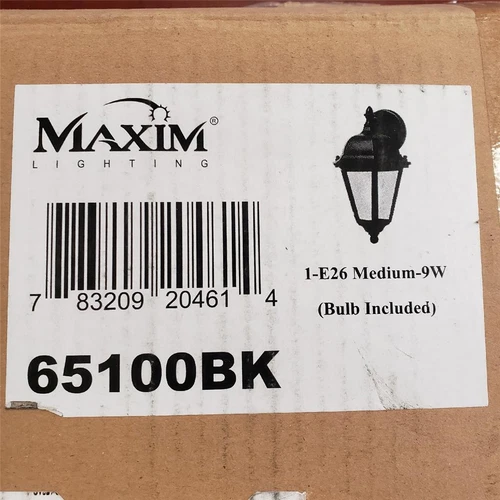 MAXIM®
LIGHTING
7 83209 20461 4
65100BK
1-E26 Medium-9W
(Bulb Included)